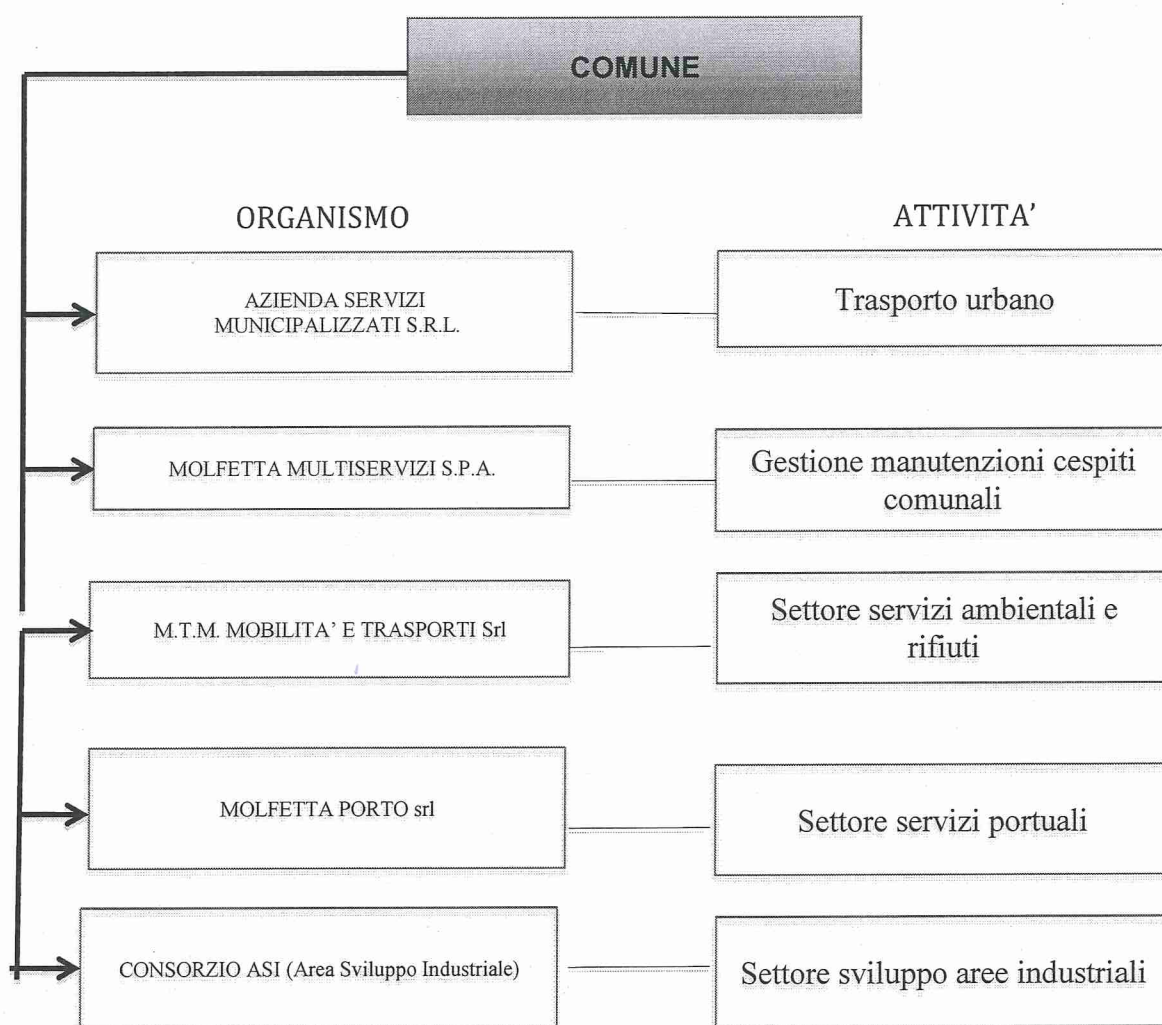 COMUNE
ORGANISMO
ATTIVITA’
AZIENDA SERVIZI
MUNICIPALIZZATI S.R.L.
Trasporto urbano
MOLFETTA MULTISERVIZI S.P.A.
Gestione manutenzioni cespiti
comunali
M.T.M. MOBILITA’ E TRASPORTI Srl
Settore servizi ambientali e
rifiuti
MOLFETTA PORTO srl
Settore servizi portuali
CONSORZIO ASI (Area Sviluppo Industriale)
Settore sviluppo aree industriali